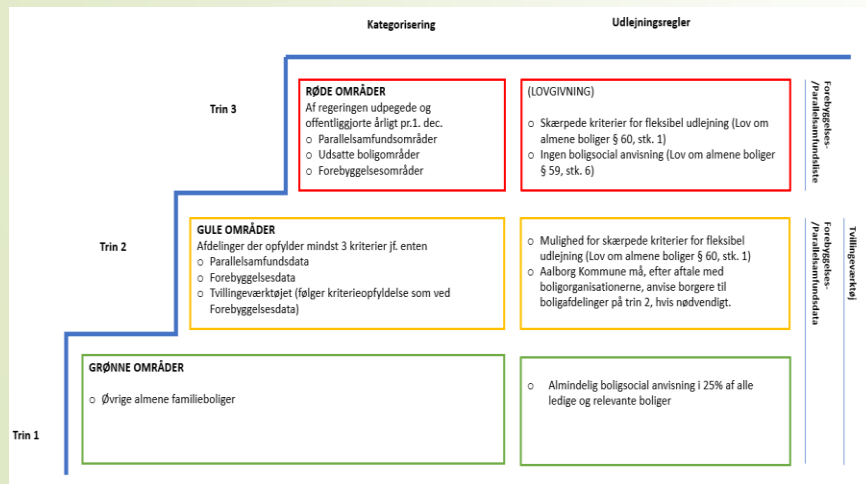 Kategorisering
Udlejningsregler
Trin 3
RØDE OMRÅDER
Af regeringen udpegede og
offentliggjorte årligt pr.1. dec.
o Parallelsamfundsområder
o Udsatte boligområder
o Forebyggelsesområder
(LOVGIVNING)
o Skærpede kriterier for fleksibel udlejning (Lov om
almene boliger § 60, stk. 1)
o Ingen boligsocial anvisning (Lov om almene boliger
§ 59, stk. 6)
Forebyggelses-
/Parallelsamfundsliste
Trin 2
GULE OMRÅDER
Afdelinger der opfylder mindst 3 kriterier jf. enten
o Parallelsamfundsdata
o Forebyggelsesdata
o Tvillingeværktøjet (følger kriterieopfyldelse som ved
Forebyggelsesdata)
o Mulighed for skærpede kriterier for fleksibel
udlejning (Lov om almene boliger § 60, stk. 1)
o Aalborg Kommune må, efter aftale med
boligorganisationerne, anvise borgere til
boligafdelinger på trin 2, hvis nødvendigt.
Forebyggelses-
/Parallelsamfundsdata
Tvillingeværktøj
Trin 1
GRØNNE OMRÅDER
o Øvrige almene familieboliger
o Almindelig boligsocial anvisning i 25% af alle
ledige og relevante boliger